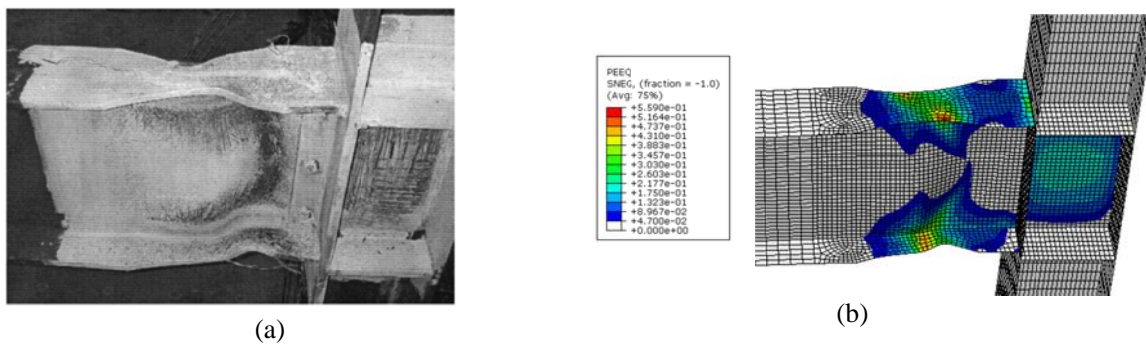 PEEQ
SNEG, (fraction = -1.0)
(Avg: 75%)
+5.590e-01
+5.164e-01
+4.737e-01
+4.310e-01
+3.883e-01
+3.457e-01
+3.030e-01
+2.603e-01
+2.177e-01
+1.750e-01
+1.323e-01
+8.967e-02
+4.700e-02
+0.000e+00
(a)
(b)